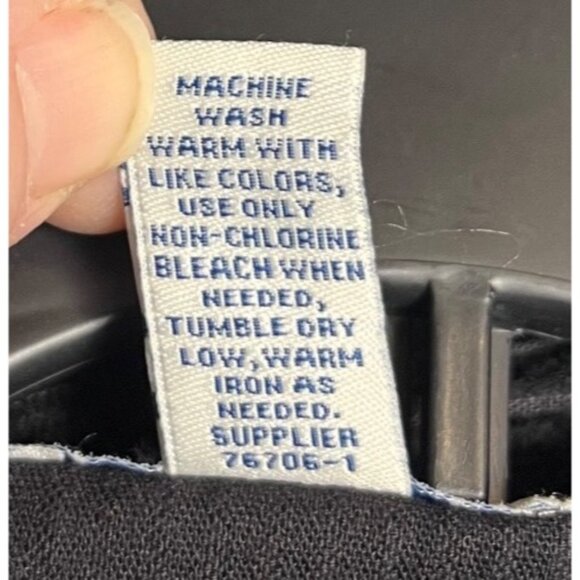 MACHINE
WASH
WARM WITH
LIKE COLORS,
USE ONLY
NON-CHLORINE
BLEACH WHEN
NEEDED,
TUMBLE DRY
LOW, WARM
IRON AS
NEEDED.
SUPPLIER
76706-1